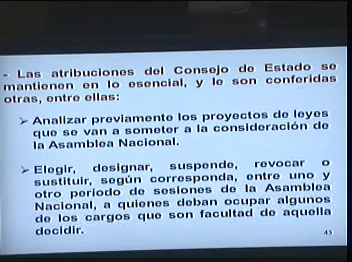 - Las atribuciones del Consejo de Estado se
mantienen en lo esencial, y le son conferidas
otras, entre ellas:
➢ Analizar previamente los proyectos de leyes
que se van a someter a la consideración de
la Asamblea Nacional.
➢ Elegir, designar, suspende, revocar o
sustituir, según corresponda, entre uno y
otro periodo de sesiones de la Asamblea
Nacional, a quienes deban ocupar algunos
de los cargos que son facultad de aquella
decidir.
43